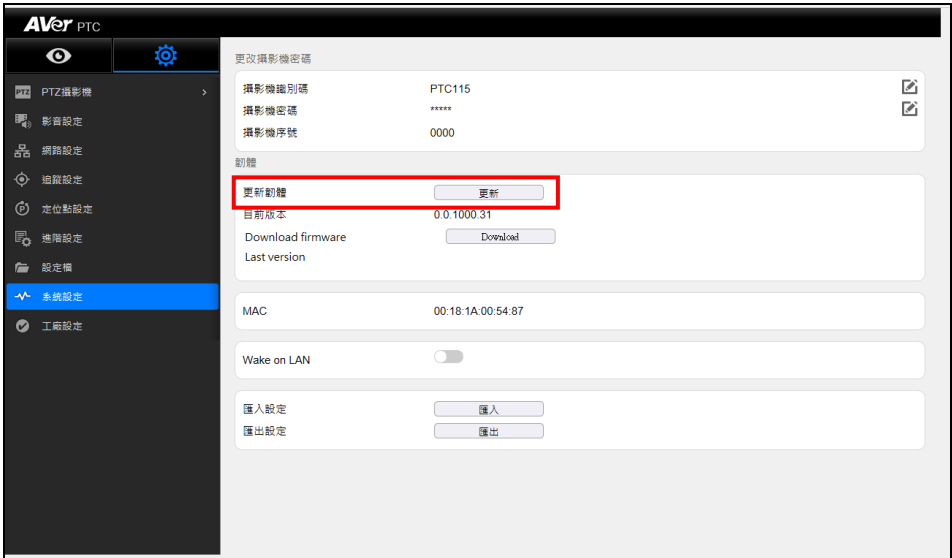 AVer PTC
更改攝影機密碼
PTZ PTZ攝影機 >
攝影機識別碼 PTC115
影音設定
攝影機密碼 *****
攝影機序號 0000
網路設定
韌體
追蹤設定
更新韌體 更新
P 定位點設定
目前版本 0.0.1000.31
進階設定
Download firmware Download
Last version
設定檔
系統設定
MAC 00:18:1A:00:54:87
工廠設定
Wake on LAN
匯入設定 匯入
匯出設定 匯出